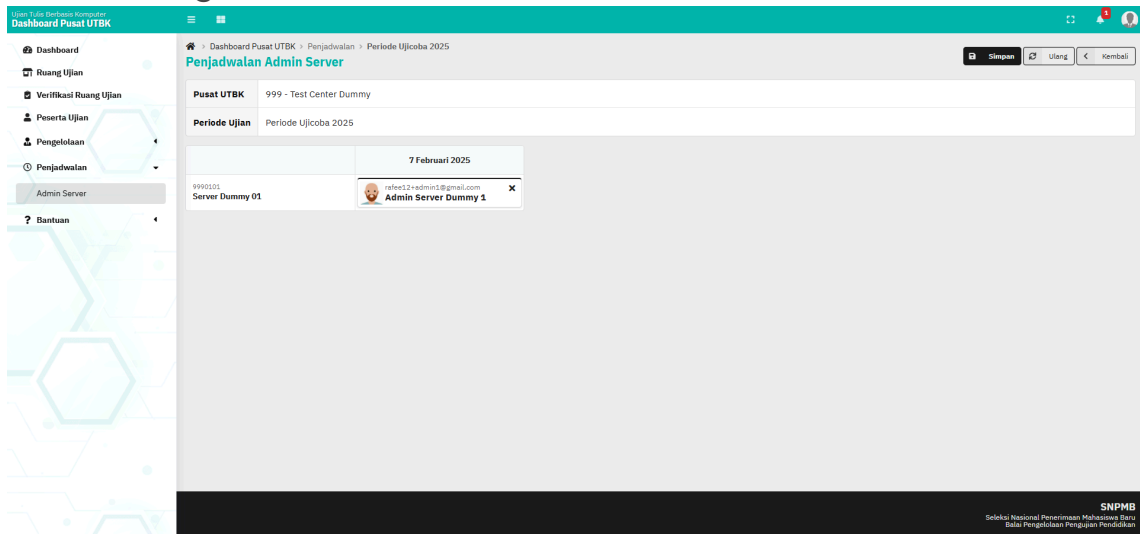 Ujian Tulis Berbasis Komputer
Dashboard Pusat UTBK
1
Dashboard
Ruang Ujian
Verifikasi Ruang Ujian
Peserta Ujian
Pengelolaan
Penjadwalan
Admin Server
Bantuan
Dashboard Pusat UTBK > Penjadwalan > Periode Ujicoba 2025
Penjadwalan Admin Server
Simpan
Ulang
Kembali
Pusat UTBK 999 - Test Center Dummy
Periode Ujian Periode Ujicoba 2025
7 Februari 2025
9990101
Server Dummy 01
rafee12+admin1@gmail.com
Admin Server Dummy 1
SNPMB
Seleksi Nasional Penerimaan Mahasiswa Baru
Balai Pengelolaan Pengujian Pendidikan